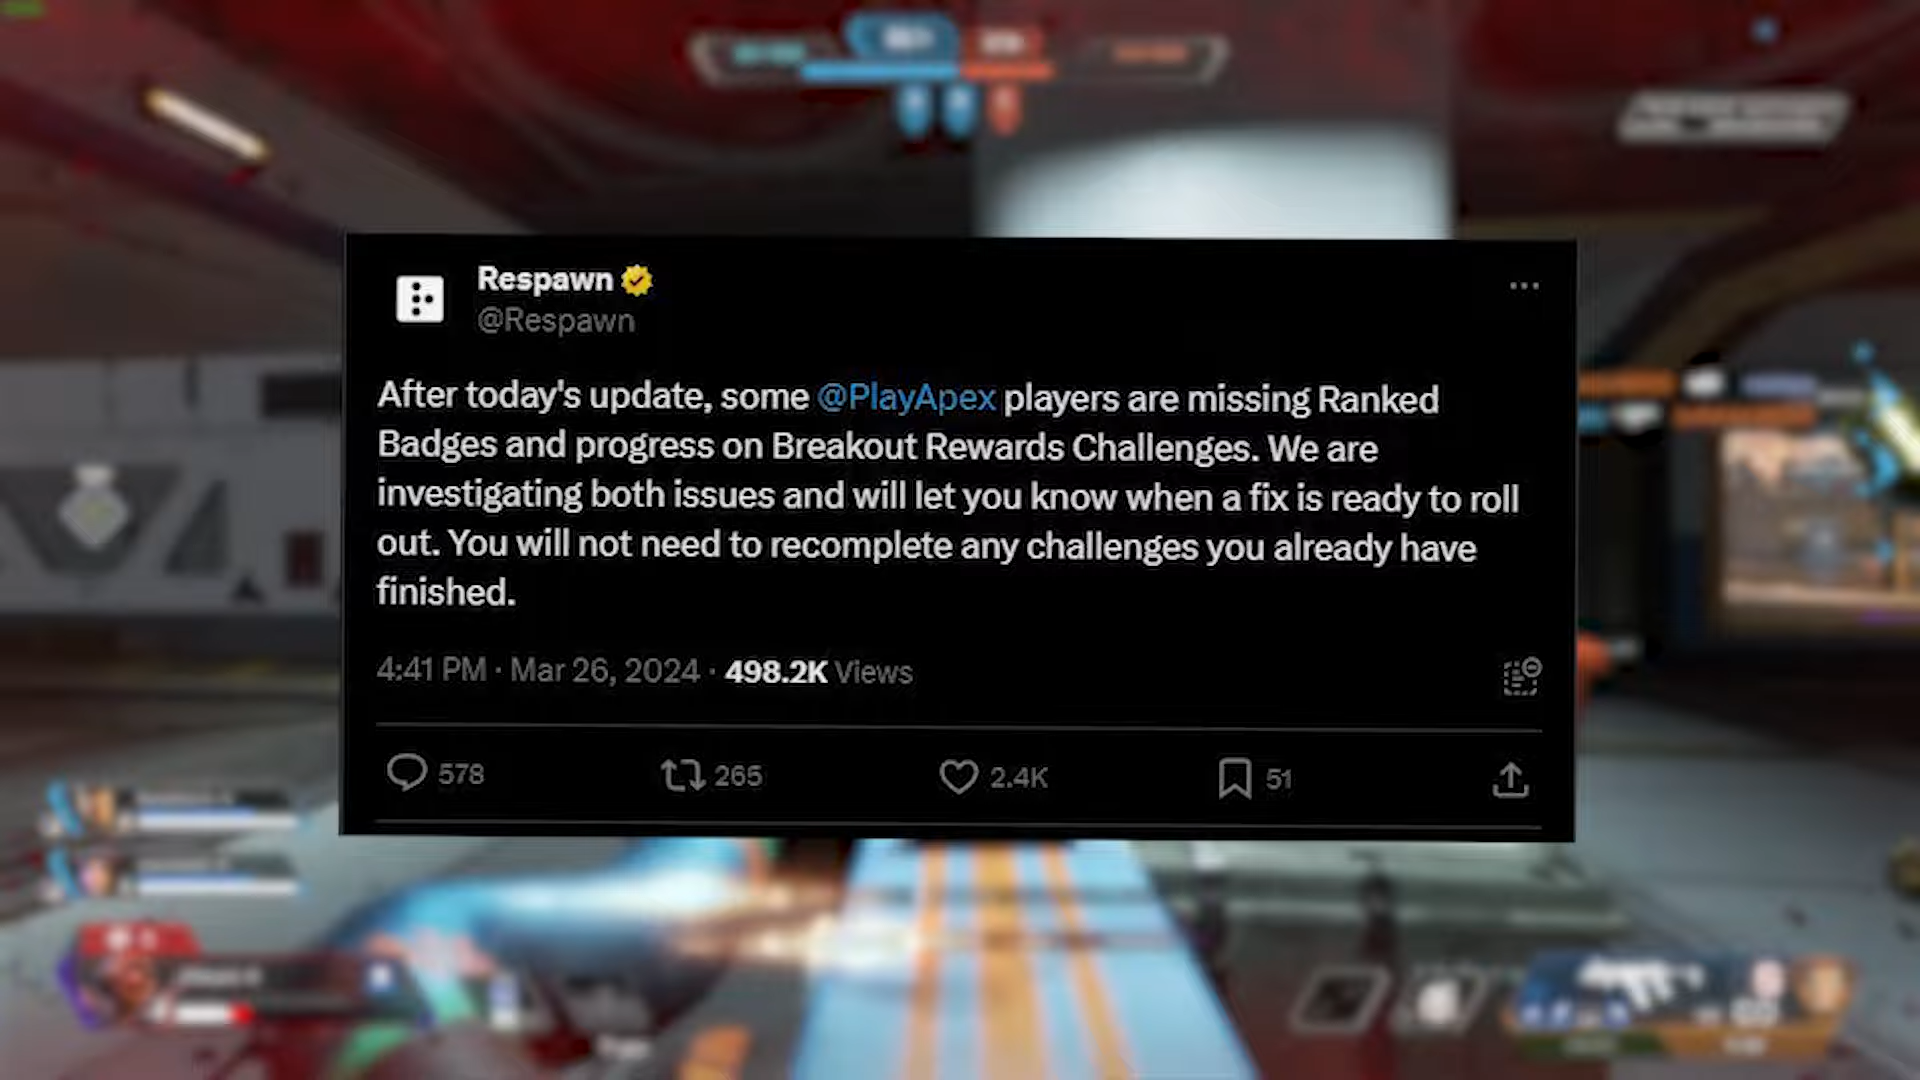 Respawn
@Respawn
After today's update, some @PlayApex players are missing Ranked
Badges and progress on Breakout Rewards Challenges. We are
investigating both issues and will let you know when a fix is ready to roll
out. You will not need to recomplete any challenges you already have
finished.
4:41 PM · Mar 26, 2024 · 498.2K Views
578 265 2.4K 51